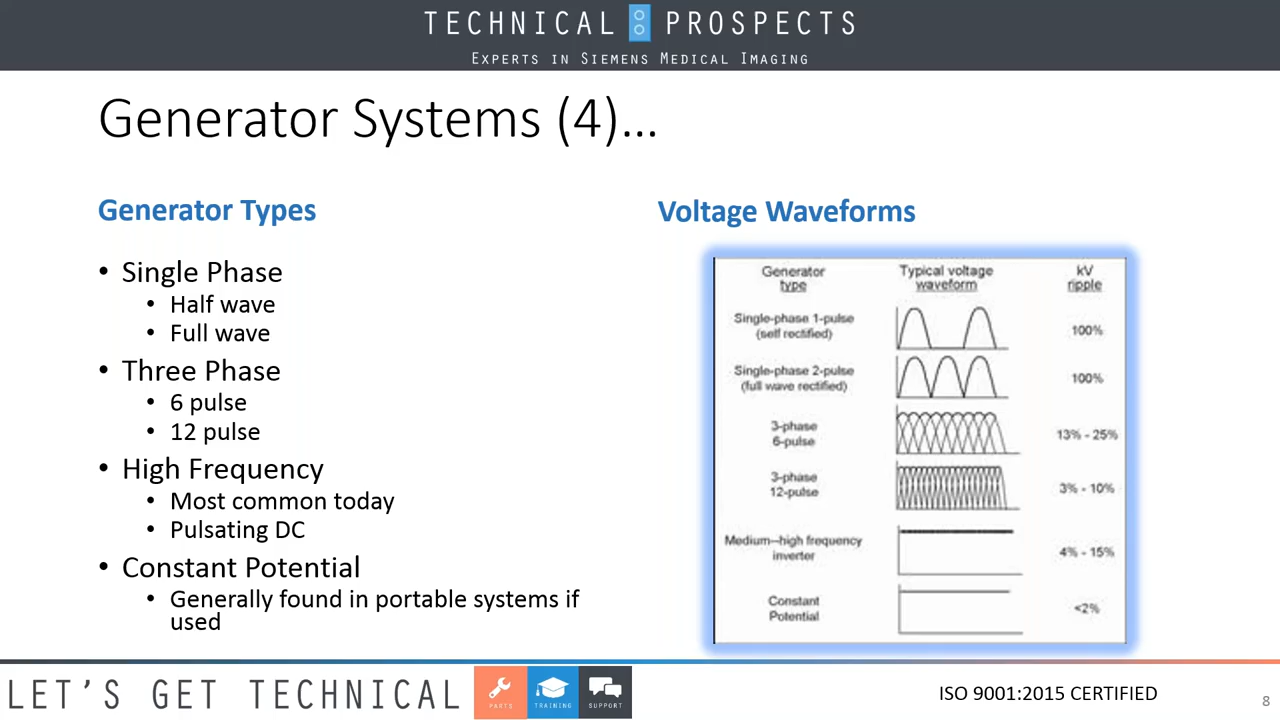 TECHNICAL PROSPECTS
EXPERTS IN SIEMENS MEDICAL IMAGING
Generator Systems (4)...
Generator Types
• Single Phase
• Half wave
• Full wave
• Three Phase
• 6 pulse
• 12 pulse
• High Frequency
• Most common today
• Pulsating DC
• Constant Potential
• Generally found in portable systems if
used
Voltage Waveforms
Generator Typical voltage kV
type waveform ripple
Single-phase 1-pulse
(self rectified)
100%
Single-phase 2-pulse
(full wave rectified)
100%
3-phase
6-pulse
13% - 25%
3-phase
12-pulse
3% - 10%
Medium—high frequency
inverter
4% - 15%
Constant
Potential
<2%
LET'S GET TECHNICAL
PARTS TRAINING SUPPORT
ISO 9001:2015 CERTIFIED
8